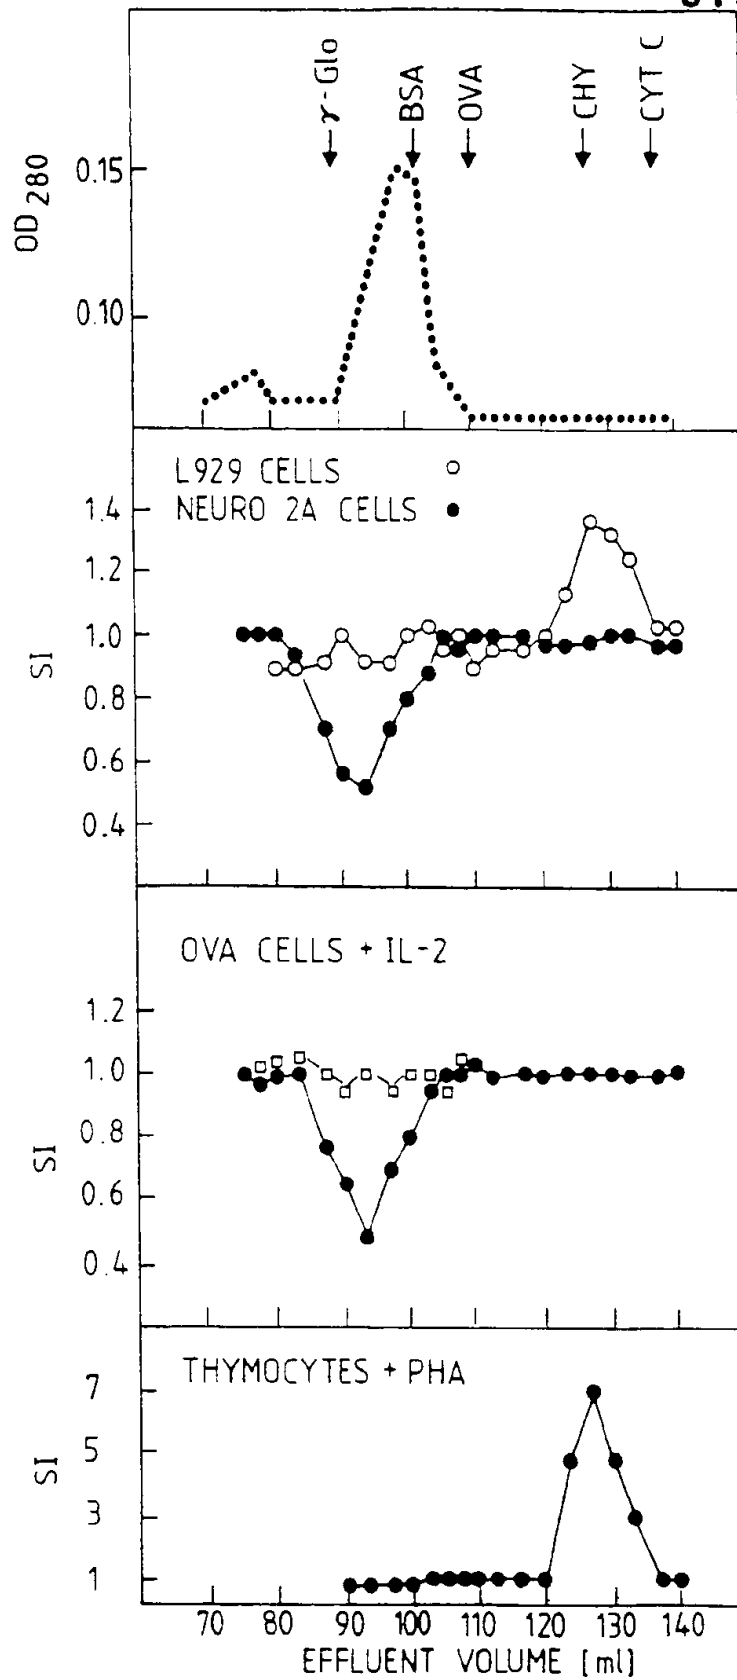 γ-Glo BSA OVA CHY CYT C
OD 280
0.15
0.10
L929 CELLS
NEURO 2A CELLS
SI
1.4
1.2
1.0
0.8
0.6
0.4
OVA CELLS + IL-2
SI
1.2
1.0
0.8
0.6
0.4
THYMOCYTES + PHA
SI
7
5
3
1
70 80 90 100 110 120 130 140
EFFLUENT VOLUME [ml]